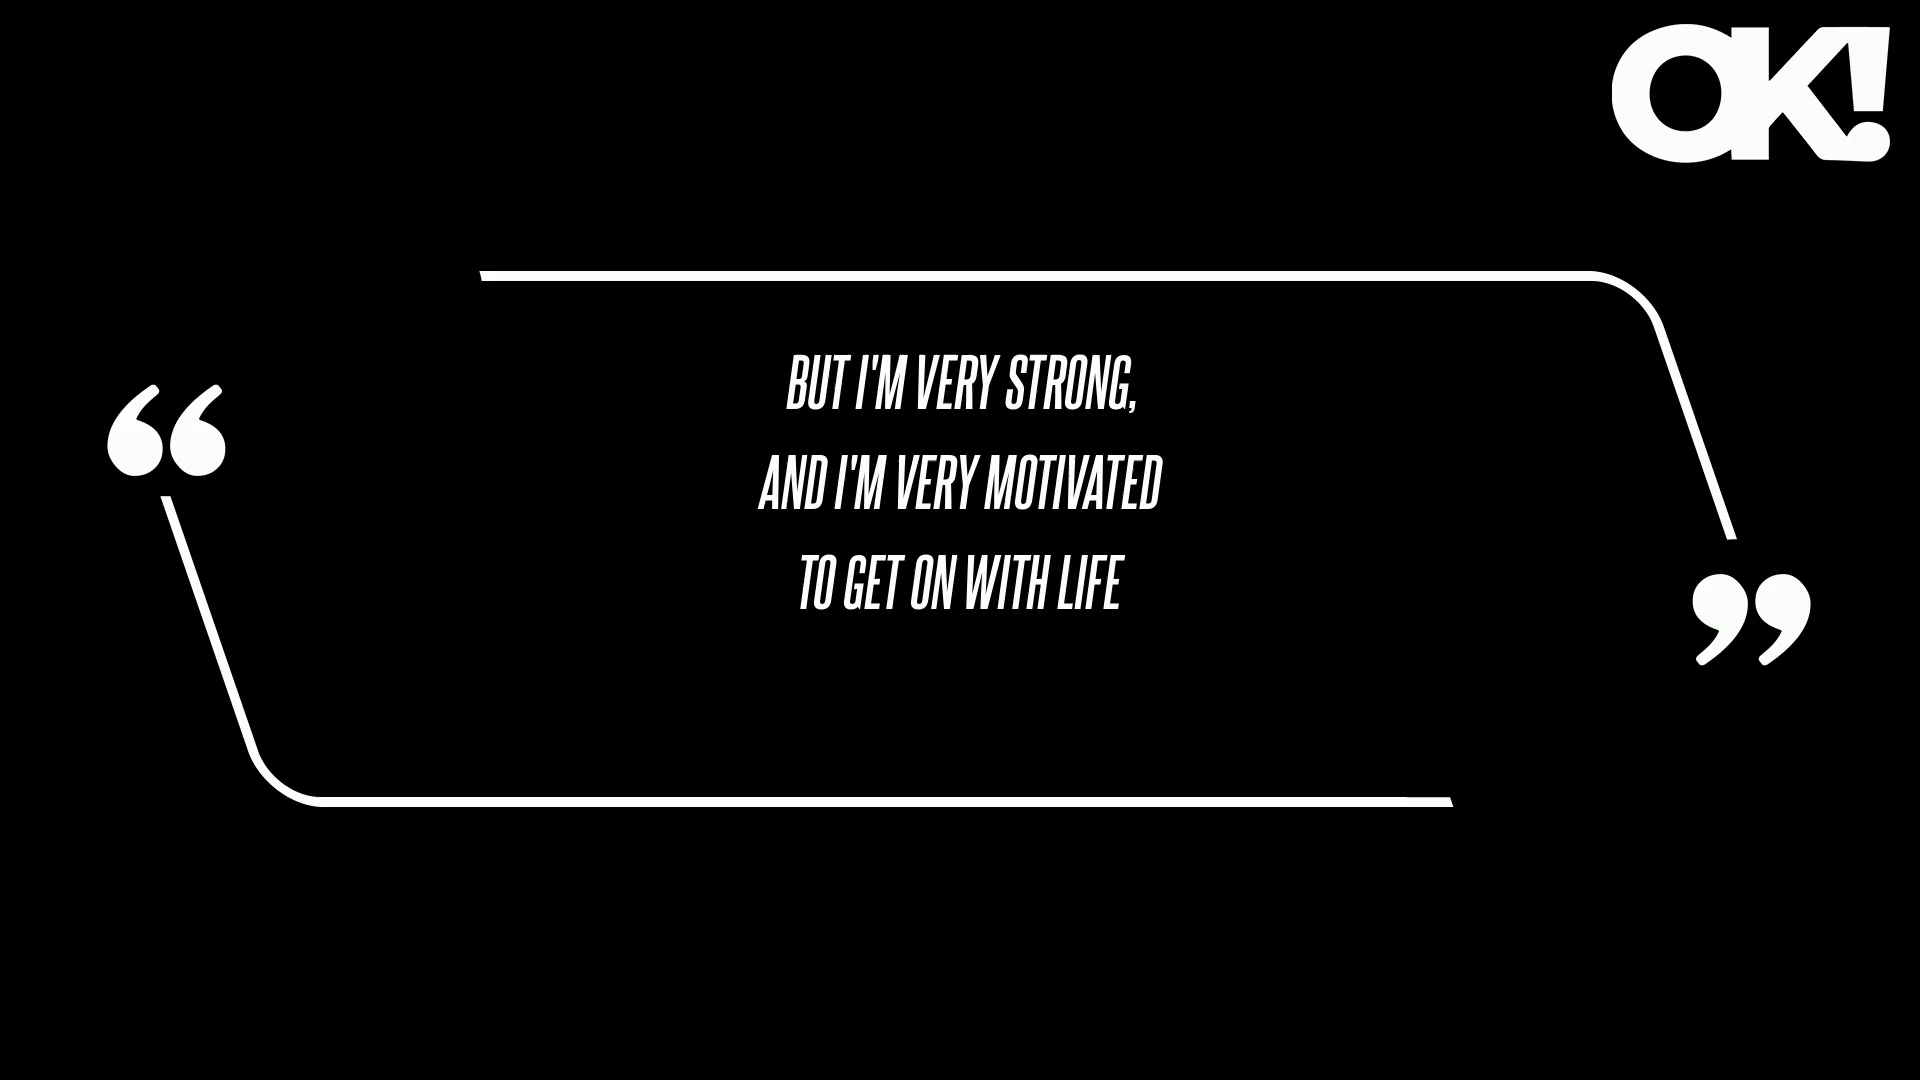 OK!
“
BUT I'M VERY STRONG,
AND I'M VERY MOTIVATED
TO GET ON WITH LIFE
”